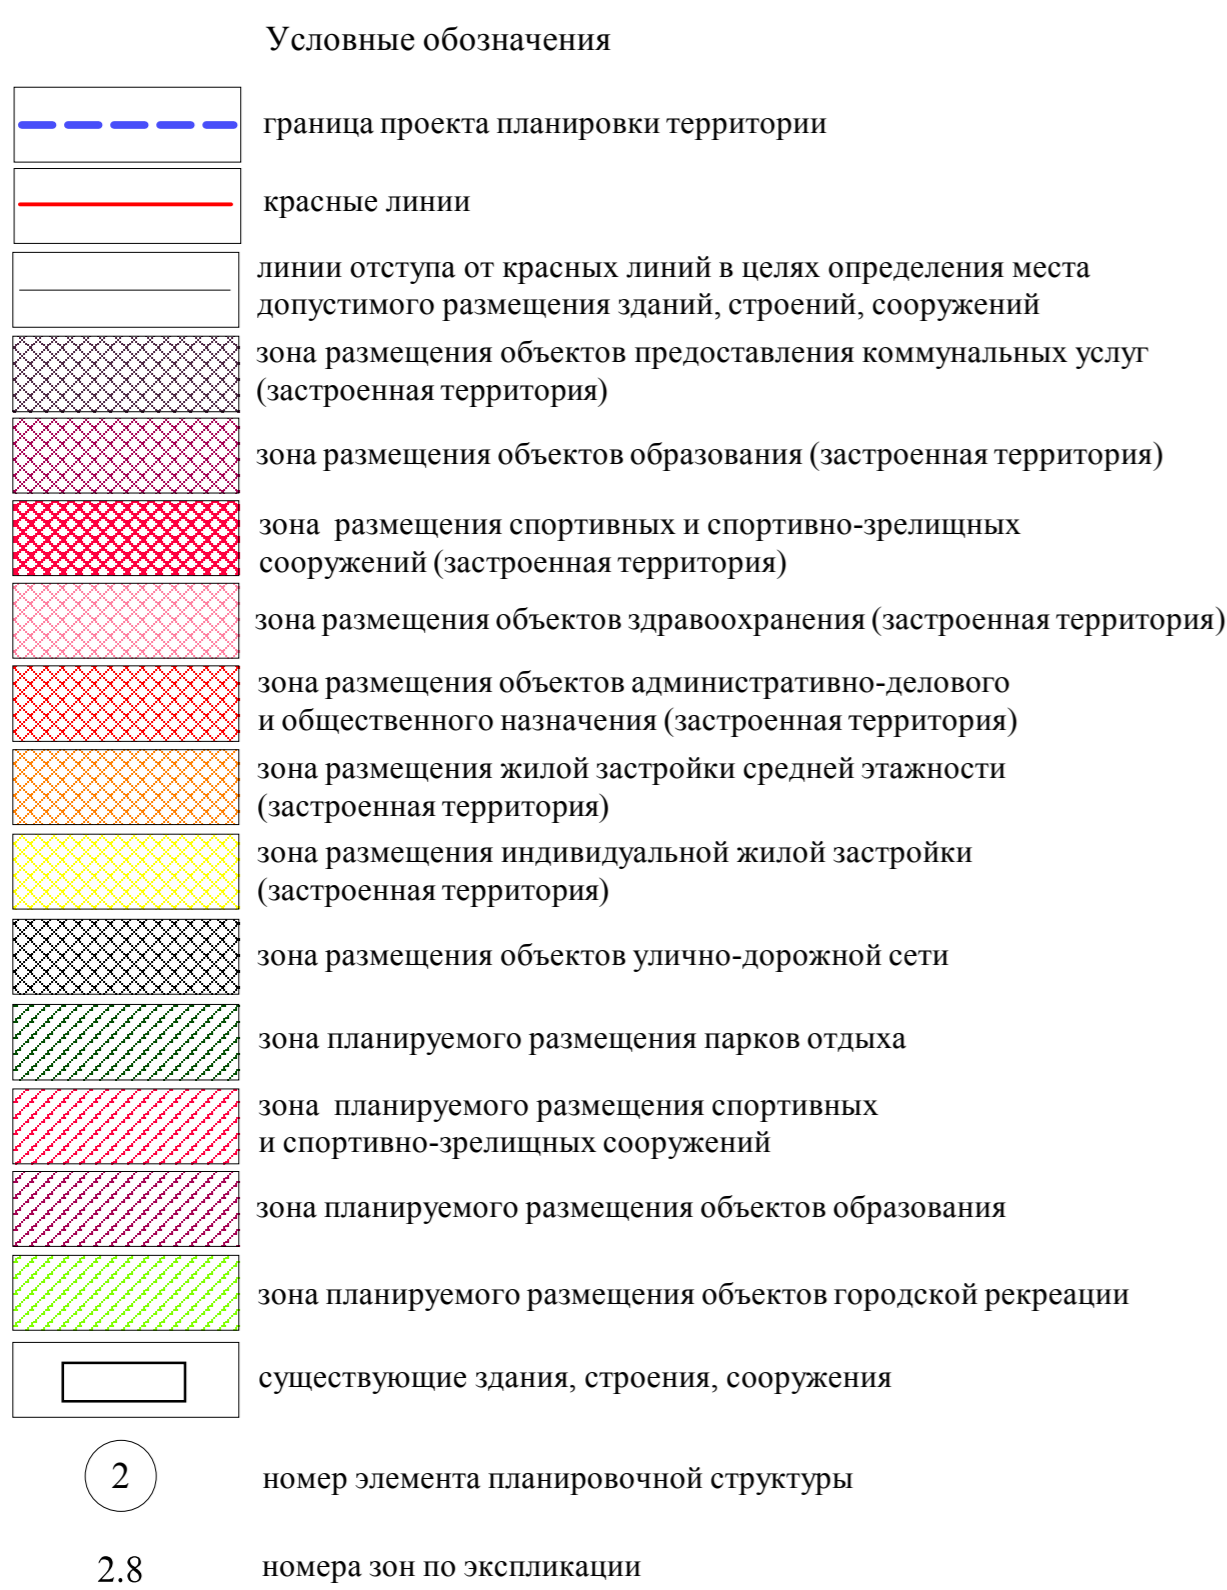 Условные обозначения
граница проекта планировки территории
красные линии
линии отступа от красных линий в целях определения места
допустимого размещения зданий, строений, сооружений
зона размещения объектов предоставления коммунальных услуг
(застроенная территория)
зона размещения объектов образования (застроенная территория)
зона размещения спортивных и спортивно-зрелищных
сооружений (застроенная территория)
зона размещения объектов здравоохранения (застроенная территория)
зона размещения объектов административно-делового
и общественного назначения (застроенная территория)
зона размещения жилой застройки средней этажности
(застроенная территория)
зона размещения индивидуальной жилой застройки
(застроенная территория)
зона размещения объектов улично-дорожной сети
зона планируемого размещения парков отдыха
зона планируемого размещения спортивных
и спортивно-зрелищных сооружений
зона планируемого размещения объектов образования
зона планируемого размещения объектов городской рекреации
существующие здания, строения, сооружения
2 номер элемента планировочной структуры
2.8 номера зон по экспликации